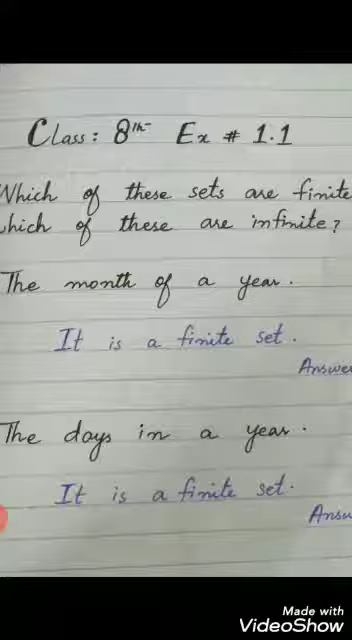 Class: 8th Ex # 1.1
Which of these sets are finite
which of these are infinite?
The month of a year.
It is a finite set.
Answer
The days in a year.
It is a finite set.
Answ
Made with
VideoShow